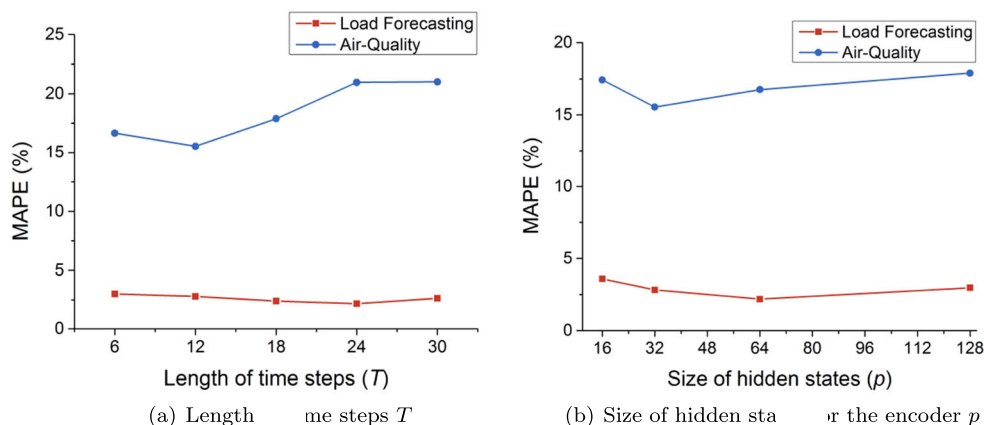 Load Forecasting
Air-Quality
25
20
15
10
5
0
MAPE (%)
6 12 18 24 30
Length of time steps (T)
(a) Length me steps T
Load Forecasting
Air-Quality
20
15
10
5
0
MAPE (%)
16 32 48 64 80 96 112 128
Size of hidden states (p)
(b) Size of hidden sta r the encoder p